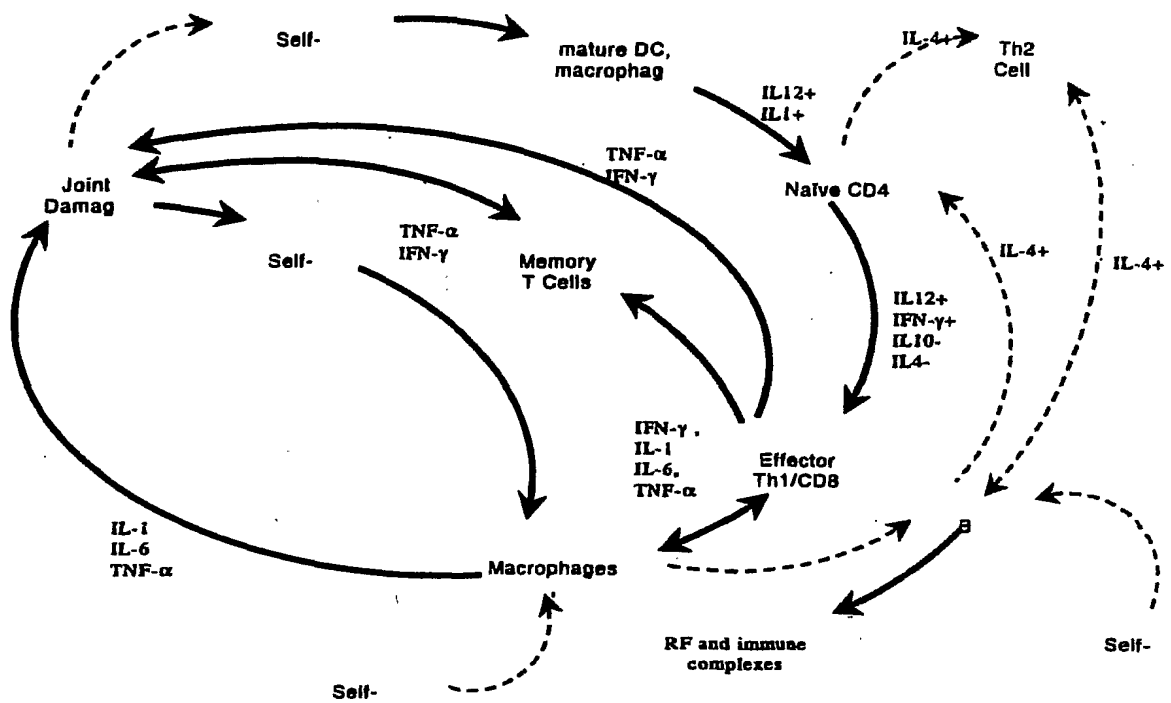 Self-
mature DC,
macrophag
IL-4+
Th2
Cell
IL12+
IL1+
TNF-α
IFN-γ
Joint
Damag
Naïve CD4
TNF-α
IFN-γ
Self-
Memory
T Cells
IL-4+
IL-4+
IL12+
IFN-γ+
IL10-
IL4-
IFN-γ,
IL-1
IL-6,
TNF-α
Effector
Th1/CD8
B
IL-1
IL-6
TNF-α
Macrophages
RF and immune
complexes
Self-
Self-